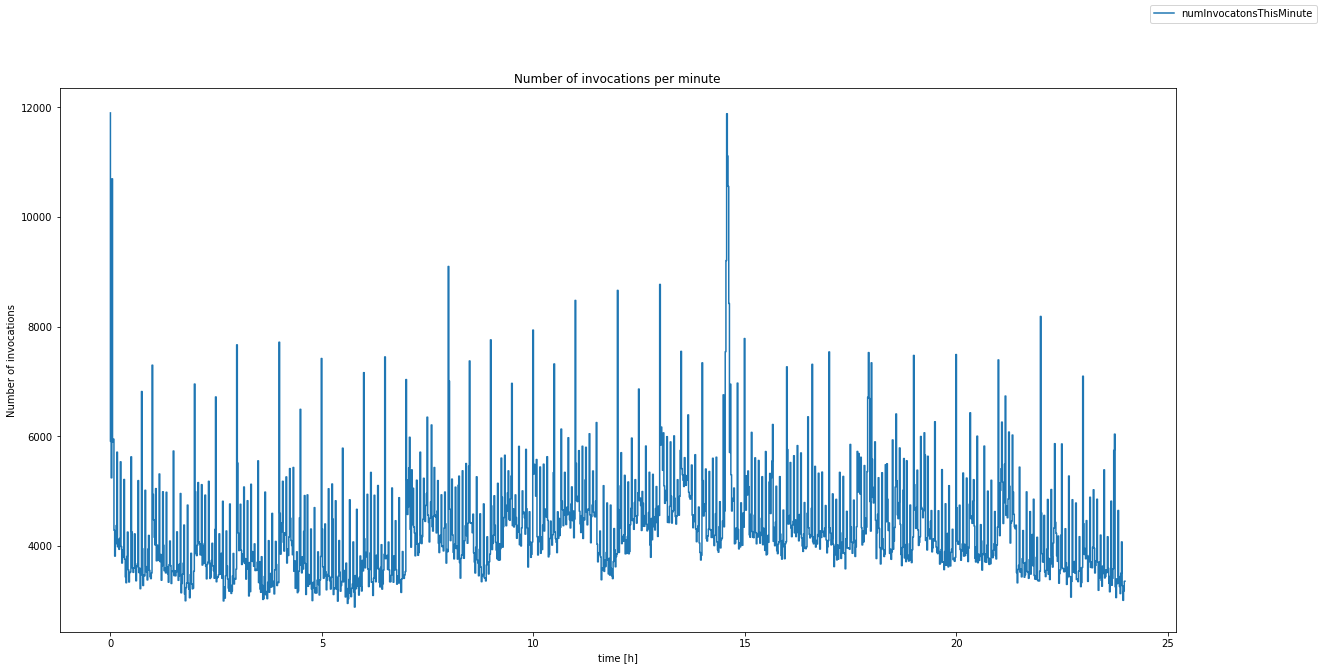 numInvocatonsThisMinute
Number of invocations per minute
12000
10000
8000
6000
4000
Number of invocations
0 5 10 15 20 25
time [h]